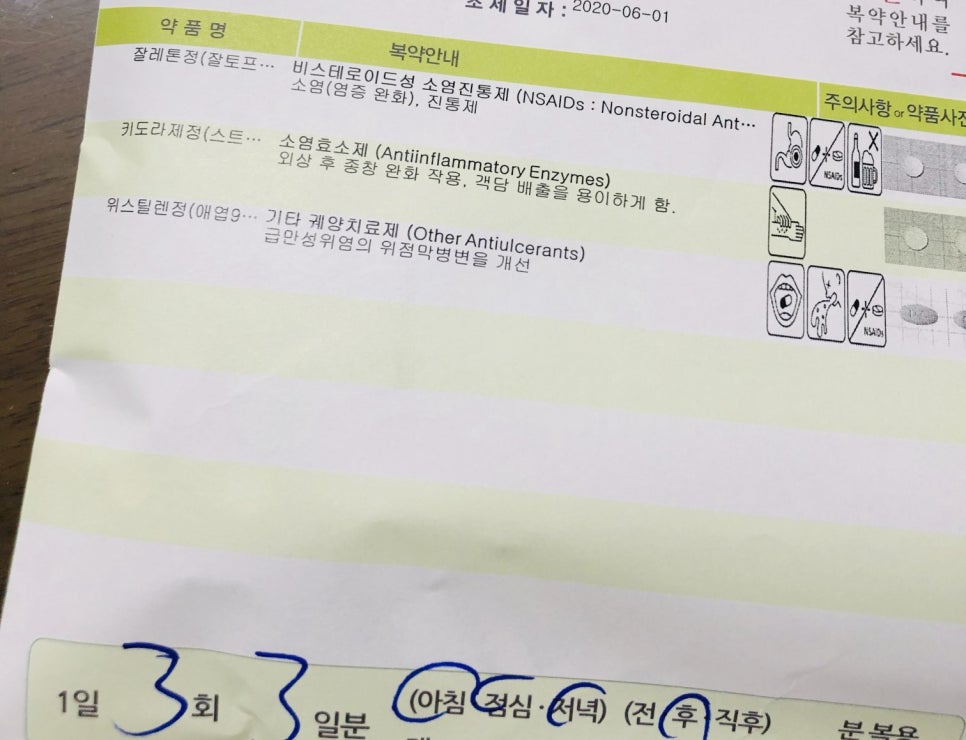 조제일자 : 2020-06-01
복약안내를
참고하세요.
약 품 명 복약안내 주의사항 or 약품사진
잘레톤정(잘토프… 비스테로이드성 소염진통제 (NSAIDs : Nonsteroidal Ant…
소염(염증 완화), 진통제
NSAIDs
키도라제정(스트… 소염효소제 (Antiinflammatory Enzymes)
외상 후 종창 완화 작용, 객담 배출을 용이하게 함.
위스틸렌정(애엽9… 기타 궤양치료제 (Other Antiulcerants)
급만성위염의 위점막병변을 개선
NSAIDs
1일 3 회 3 일분 (아침·점심·저녁) (전·후·직후) 분 복용